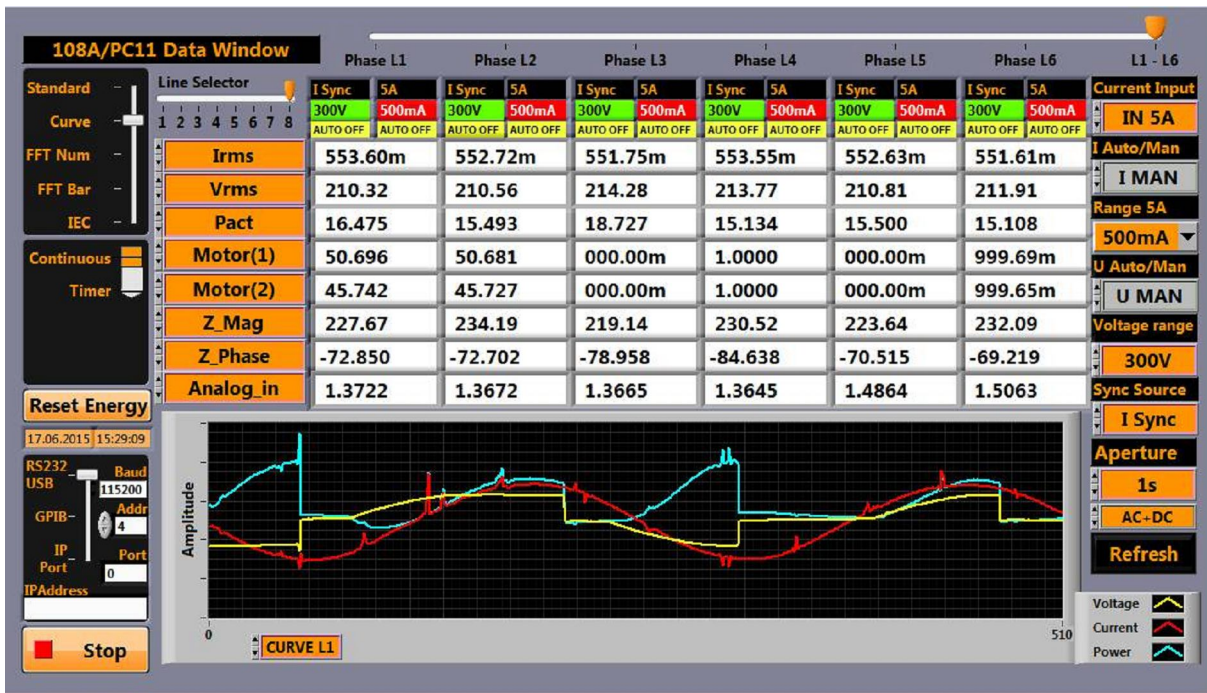 108A/PC11 Data Window
Phase L1 Phase L2 Phase L3 Phase L4 Phase L5 Phase L6 L1 - L6
Standard
Curve
FFT Num
FFT Bar
IEC
Continuous
Timer
Reset Energy
17.06.2015 15:29:09
RS232
USB
GPIB
IP
Port
Baud
115200
Addr
4
Port
0
IPAddress
Stop
Line Selector
1 2 3 4 5 6 7 8
I Sync 5A I Sync 5A I Sync 5A I Sync 5A I Sync 5A I Sync 5A
300V 500mA 300V 500mA 300V 500mA 300V 500mA 300V 500mA 300V 500mA
AUTO OFF AUTO OFF AUTO OFF AUTO OFF AUTO OFF AUTO OFF AUTO OFF AUTO OFF AUTO OFF AUTO OFF AUTO OFF AUTO OFF
Irms 553.60m 552.72m 551.75m 553.55m 552.63m 551.61m
Vrms 210.32 210.56 214.28 213.77 210.81 211.91
Pact 16.475 15.493 18.727 15.134 15.500 15.108
Motor(1) 50.696 50.681 000.00m 1.0000 000.00m 999.69m
Motor(2) 45.742 45.727 000.00m 1.0000 000.00m 999.65m
Z_Mag 227.67 234.19 219.14 230.52 223.64 232.09
Z_Phase -72.850 -72.702 -78.958 -84.638 -70.515 -69.219
Analog_in 1.3722 1.3672 1.3665 1.3645 1.4864 1.5063
Amplitude
0 510
CURVE L1
Current Input
IN 5A
I Auto/Man
I MAN
Range 5A
500mA
U Auto/Man
U MAN
Voltage range
300V
Sync Source
I Sync
Aperture
1s
AC+DC
Refresh
Voltage
Current
Power